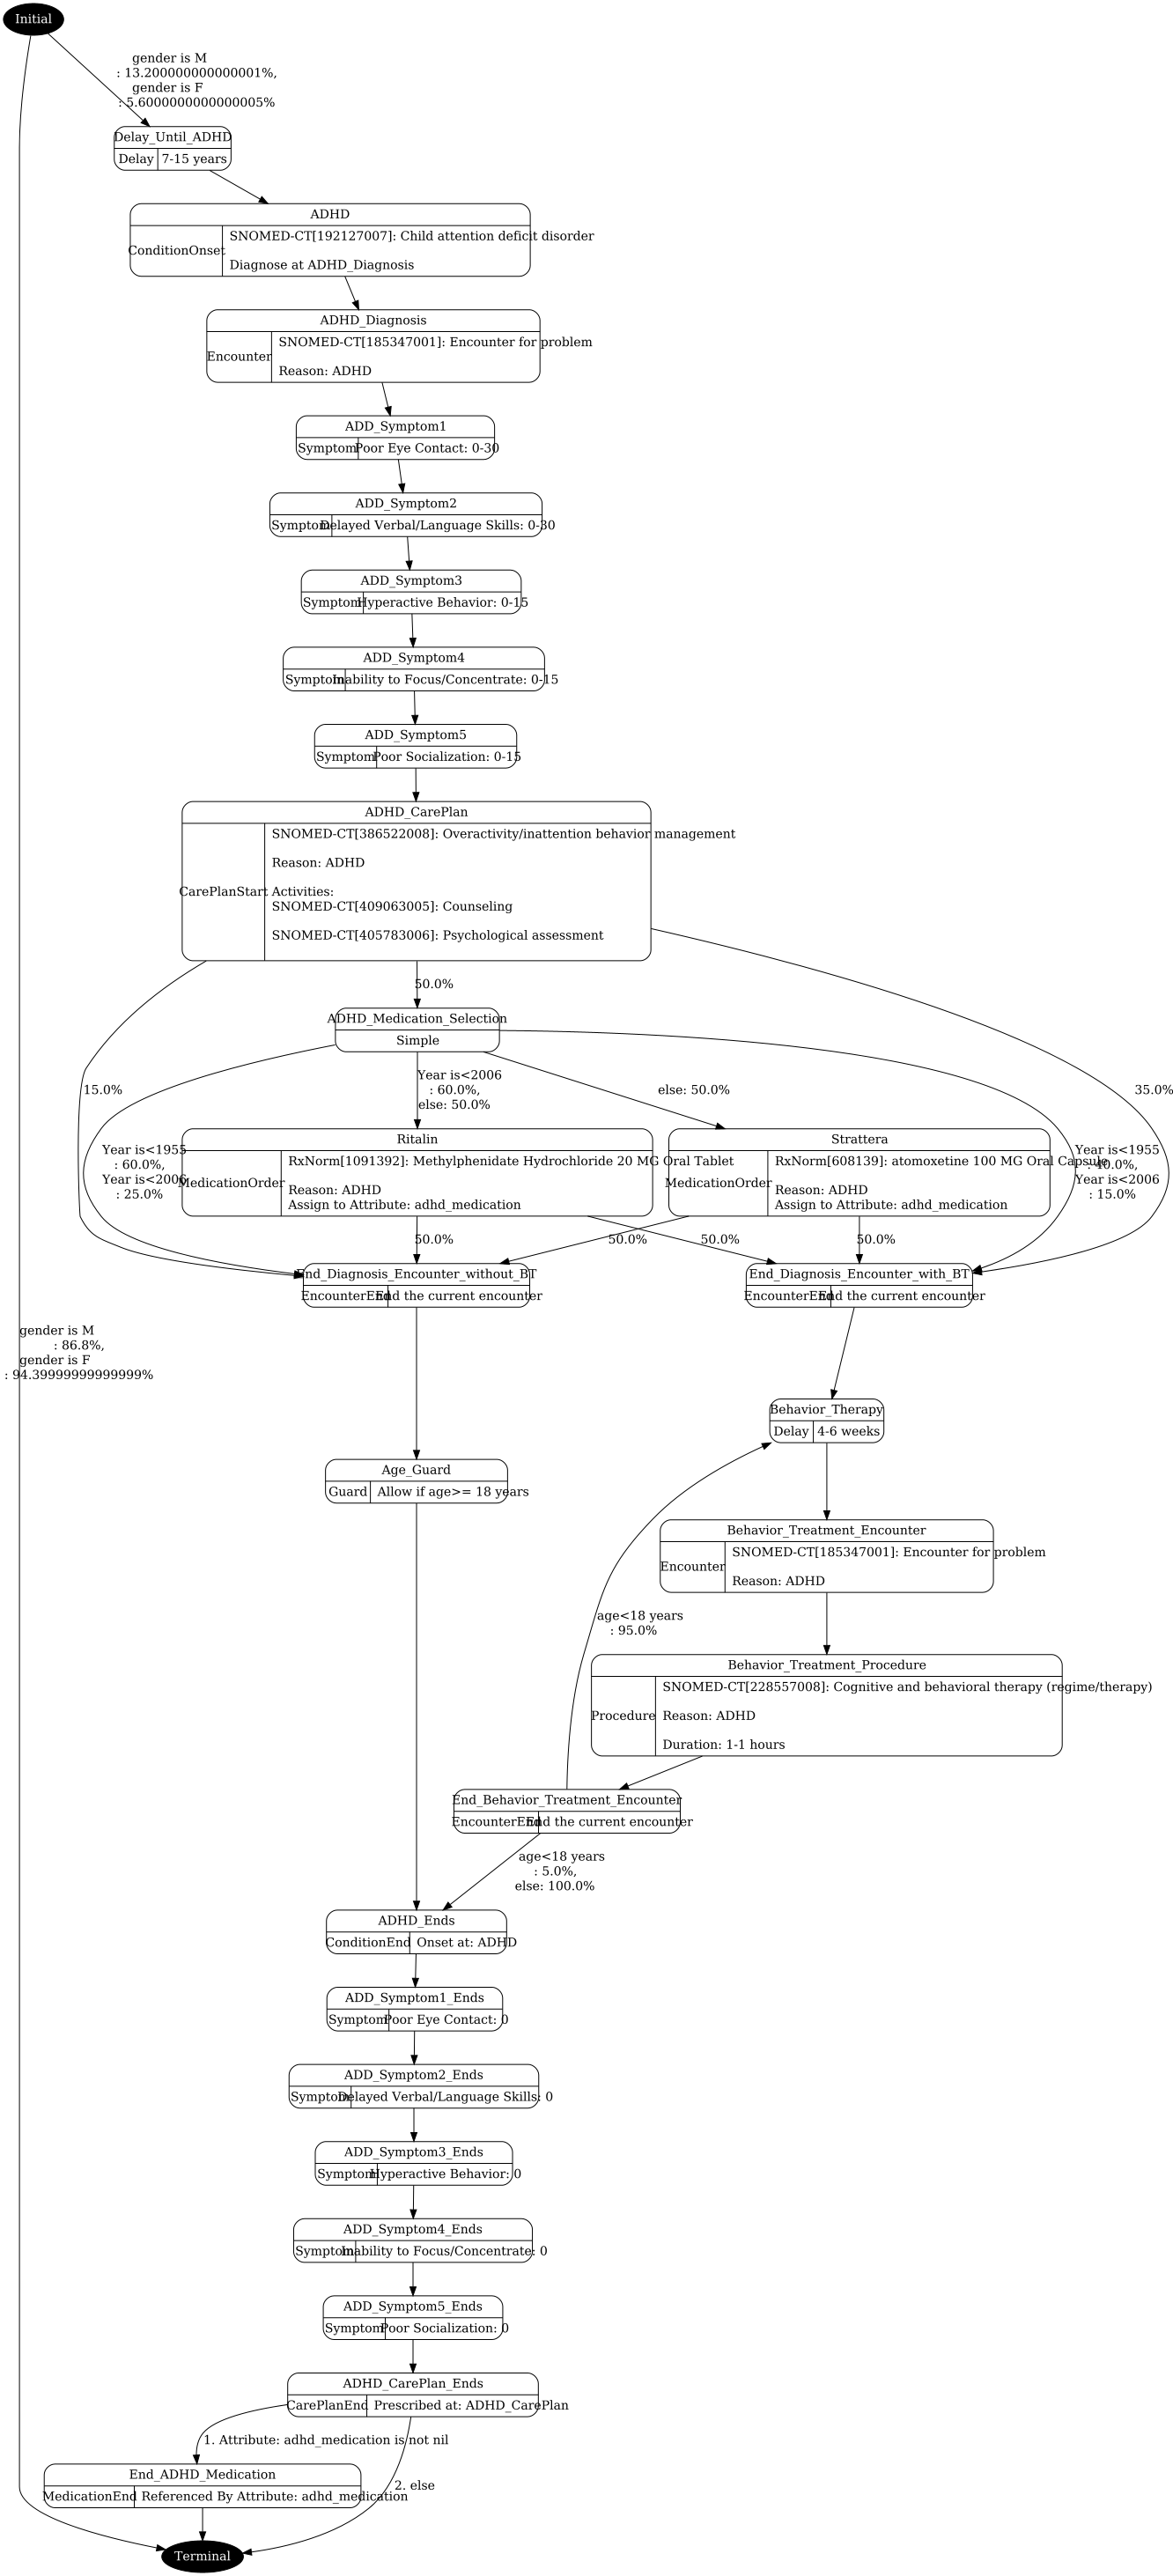 Initial
gender is M
: 13.200000000000001%,
gender is F
: 5.6000000000000005%
Delay_Until_ADHD
Delay 7-15 years
ADHD
ConditionOnset
SNOMED-CT[192127007]: Child attention deficit disorder
Diagnose at ADHD_Diagnosis
ADHD_Diagnosis
Encounter
SNOMED-CT[185347001]: Encounter for problem
Reason: ADHD
ADD_Symptom1
Symptom Poor Eye Contact: 0-30
ADD_Symptom2
Symptom Delayed Verbal/Language Skills: 0-30
ADD_Symptom3
Symptom Hyperactive Behavior: 0-15
ADD_Symptom4
Symptom Inability to Focus/Concentrate: 0-15
ADD_Symptom5
Symptom Poor Socialization: 0-15
ADHD_CarePlan
CarePlanStart
SNOMED-CT[386522008]: Overactivity/inattention behavior management
Reason: ADHD
Activities:
SNOMED-CT[409063005]: Counseling
SNOMED-CT[405783006]: Psychological assessment
50.0%
ADHD_Medication_Selection
Simple
15.0%
Year is<2006
: 60.0%,
else: 50.0%
else: 50.0%
35.0%
Year is<1955
: 60.0%,
Year is<2006
: 25.0%
Ritalin
MedicationOrder
RxNorm[1091392]: Methylphenidate Hydrochloride 20 MG Oral Tablet
Reason: ADHD
Assign to Attribute: adhd_medication
Strattera
MedicationOrder
RxNorm[608139]: atomoxetine 100 MG Oral Capsule
Reason: ADHD
Assign to Attribute: adhd_medication
Year is<1955
: 40.0%,
Year is<2006
: 15.0%
50.0%
50.0%
50.0%
50.0%
End_Diagnosis_Encounter_without_BT
EncounterEnd End the current encounter
End_Diagnosis_Encounter_with_BT
EncounterEnd End the current encounter
gender is M
: 86.8%,
gender is F
: 94.39999999999999%
Behavior_Therapy
Delay 4-6 weeks
Age_Guard
Guard Allow if age>= 18 years
Behavior_Treatment_Encounter
Encounter
SNOMED-CT[185347001]: Encounter for problem
Reason: ADHD
age<18 years
: 95.0%
Behavior_Treatment_Procedure
Procedure
SNOMED-CT[228557008]: Cognitive and behavioral therapy (regime/therapy)
Reason: ADHD
Duration: 1-1 hours
End_Behavior_Treatment_Encounter
EncounterEnd End the current encounter
age<18 years
: 5.0%,
else: 100.0%
ADHD_Ends
ConditionEnd Onset at: ADHD
ADD_Symptom1_Ends
Symptom Poor Eye Contact: 0
ADD_Symptom2_Ends
Symptom Delayed Verbal/Language Skills: 0
ADD_Symptom3_Ends
Symptom Hyperactive Behavior: 0
ADD_Symptom4_Ends
Symptom Inability to Focus/Concentrate: 0
ADD_Symptom5_Ends
Symptom Poor Socialization: 0
ADHD_CarePlan_Ends
CarePlanEnd Prescribed at: ADHD_CarePlan
1. Attribute: adhd_medication is not nil
End_ADHD_Medication
MedicationEnd Referenced By Attribute: adhd_medication
2. else
Terminal